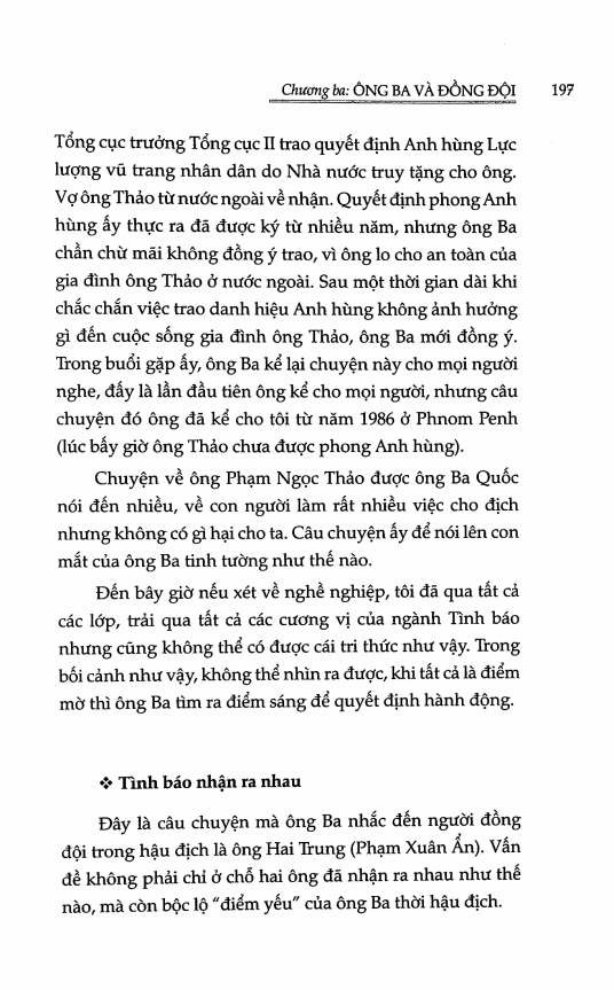 Chương ba: ÔNG BA VÀ ĐỒNG ĐỘI 197
Tổng cục trưởng Tổng cục II trao quyết định Anh hùng Lực
lượng vũ trang nhân dân do Nhà nước truy tặng cho ông.
Vợ ông Thảo từ nước ngoài về nhận. Quyết định phong Anh
hùng ấy thực ra đã được ký từ nhiều năm, nhưng ông Ba
chần chừ mãi không đồng ý trao, vì ông lo cho an toàn của
gia đình ông Thảo ở nước ngoài. Sau một thời gian dài khi
chắc chắn việc trao danh hiệu Anh hùng không ảnh hưởng
gì đến cuộc sống gia đình ông Thảo, ông Ba mới đồng ý.
Trong buổi gặp ấy, ông Ba kể lại chuyện này cho mọi người
nghe, đấy là lần đầu tiên ông kể cho mọi người, nhưng câu
chuyện đó ông đã kể cho tôi từ năm 1986 ở Phnom Penh
(lúc bấy giờ ông Thảo chưa được phong Anh hùng).
Chuyện về ông Phạm Ngọc Thảo được ông Ba Quốc
nói đến nhiều, về con người làm rất nhiều việc cho địch
nhưng không có gì hại cho ta. Câu chuyện ấy để nói lên con
mắt của ông Ba tinh tường như thế nào.
Đến bây giờ nếu xét về nghề nghiệp, tôi đã qua tất cả
các lớp, trải qua tất cả các cương vị của ngành Tình báo
nhưng cũng không thể có được cái tri thức như vậy. Trong
bối cảnh như vậy, không thể nhìn ra được, khi tất cả là điểm
mờ thì ông Ba tìm ra điểm sáng để quyết định hành động.
❖ Tình báo nhận ra nhau
Đây là câu chuyện mà ông Ba nhắc đến người đồng
đội trong hậu địch là ông Hai Trung (Phạm Xuân Ẩn). Vấn
đề không phải chỉ ở chỗ hai ông đã nhận ra nhau như thế
nào, mà còn bộc lộ "điểm yếu" của ông Ba thời hậu địch.